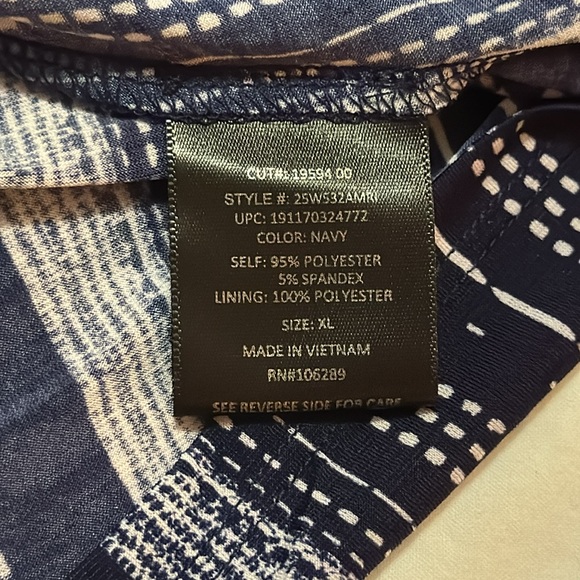 CUT#: 19594 00
STYLE #: 25W532AMRI
UPC: 191170324772
COLOR: NAVY
SELF: 95% POLYESTER
5% SPANDEX
LINING: 100% POLYESTER
SIZE: XL
MADE IN VIETNAM
RN#106289
SEE REVERSE SIDE FOR CARE